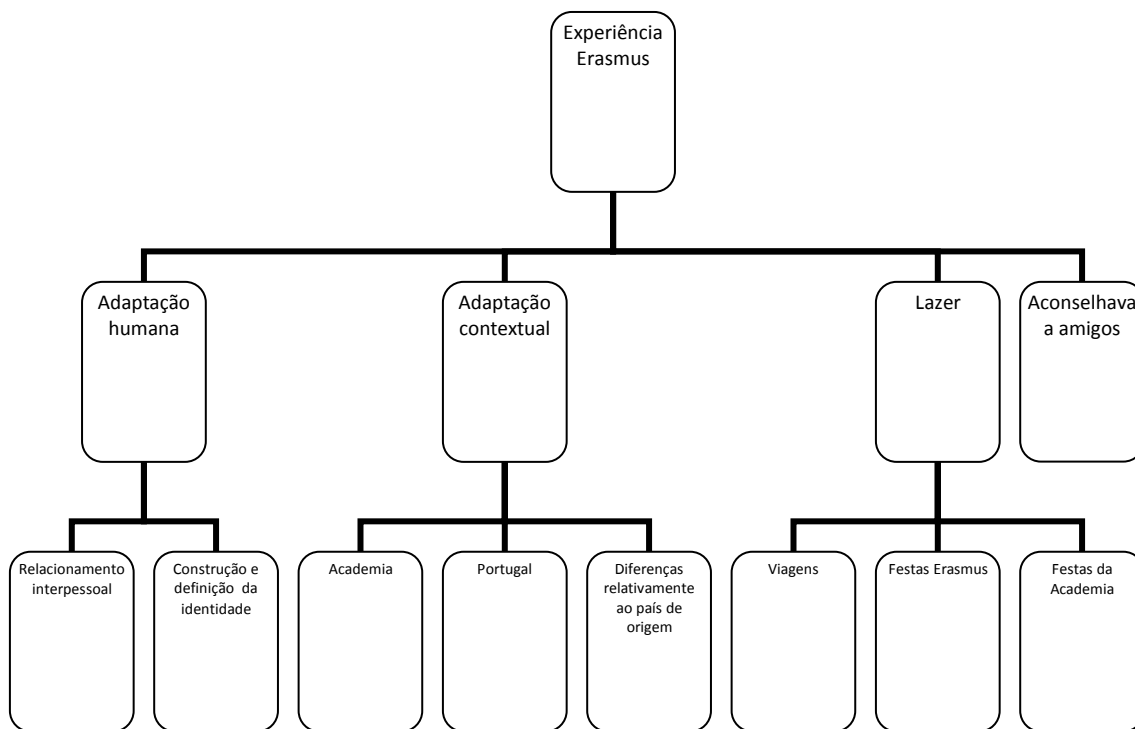 Experiência
Erasmus
Adaptação
humana
Adaptação
contextual
Lazer
Aconselhava
a amigos
Relacionamento
interpessoal
Construção e
definição da
identidade
Academia
Portugal
Diferenças
relativamente
ao país de
origem
Viagens
Festas Erasmus
Festas da
Academia